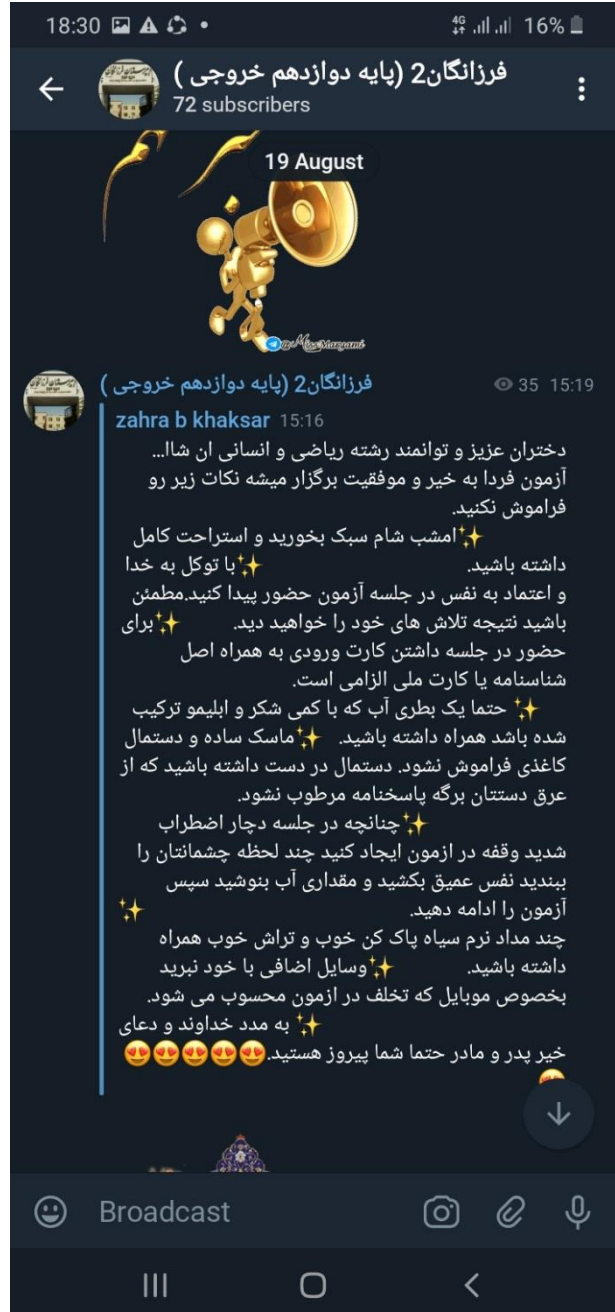 18:30
4G
16%
فرزانگان2 (پایه دوازدهم خروجی )
72 subscribers
19 August
@MissMaryami
فرزانگان2 (پایه دوازدهم خروجی )
35 15:19
zahra b khaksar 15:16
دختران عزیز و توانمند رشته ریاضی و انسانی ان شاا...
آزمون فردا به خیر و موفقیت برگزار میشه نکات زیر رو
فراموش نکنید.
✨امشب شام سبک بخورید و استراحت کامل
داشته باشید. ✨با توکل به خدا
و اعتماد به نفس در جلسه آزمون حضور پیدا کنید.مطمئن
باشید نتیجه تلاش های خود را خواهید دید. ✨برای
حضور در جلسه داشتن کارت ورودی به همراه اصل
شناسنامه یا کارت ملی الزامی است.
✨ حتما یک بطری آب که با کمی شکر و ابلیمو ترکیب
شده باشد همراه داشته باشید. ✨ماسک ساده و دستمال
کاغذی فراموش نشود. دستمال در دست داشته باشید که از
عرق دستتان برگه پاسخنامه مرطوب نشود.
✨چنانچه در جلسه دچار اضطراب
شدید وقفه در ازمون ایجاد کنید چند لحظه چشمانتان را
ببندید نفس عمیق بکشید و مقداری آب بنوشید سپس
آزمون را ادامه دهید. ✨
چند مداد نرم سیاه پاک کن خوب و تراش خوب همراه
داشته باشید. ✨وسایل اضافی با خود نبرید
بخصوص موبایل که تخلف در ازمون محسوب می شود.
✨ به مدد خداوند و دعای
خیر پدر و مادر حتما شما پیروز هستید.😍😍😍😍😍
😍
Broadcast